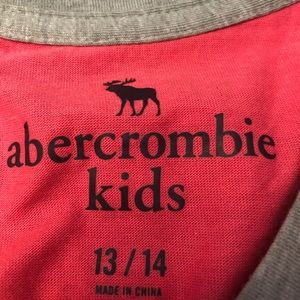 abercrombie
kids
13 / 14
MADE IN CHINA